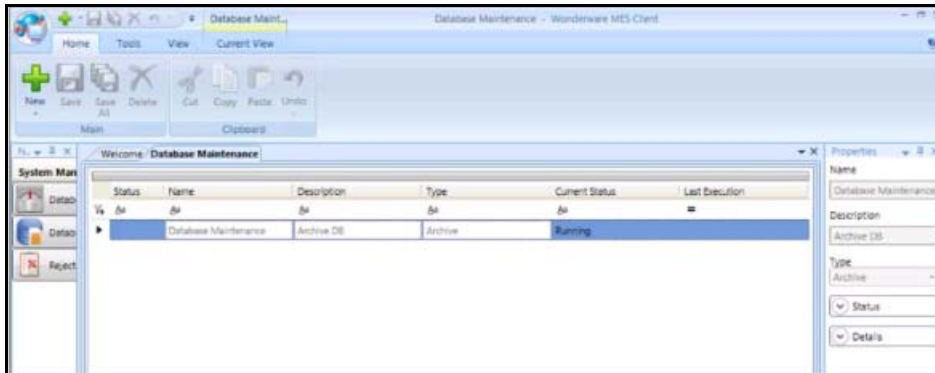 Database Maint...
Database Maintenance - Wonderware MES Client
Home Tools View Current View
New Save Save All Delete Cut Copy Paste Undo
Main Clipboard
Welcome Database Maintenance
Properties
System Man
Datab
Datab
Reject
Status Name Description Type Current Status Last Execution
=
Database Maintenance Archive DB Archive Running
Name
Database Maintenance
Description
Archive DB
Type
Archive
Status
Details